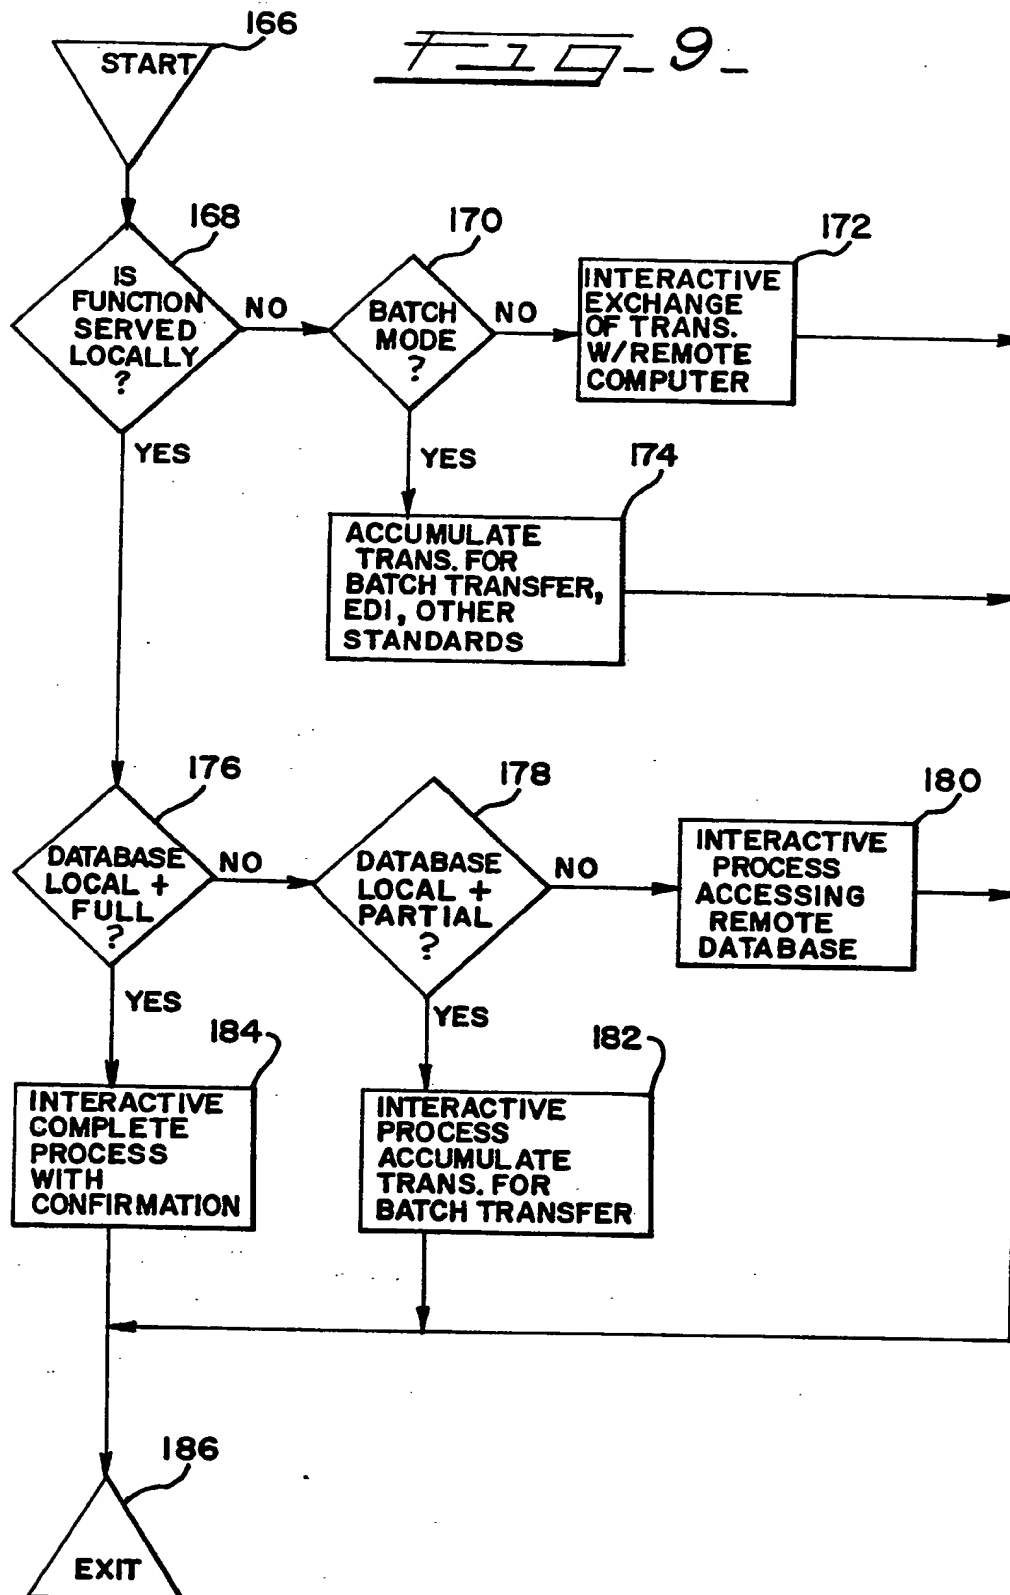 Fig_9_
166
START
168
IS
FUNCTION
SERVED
LOCALLY
?
NO
YES
170
BATCH
MODE
?
NO
YES
172
INTERACTIVE
EXCHANGE
OF TRANS.
W/REMOTE
COMPUTER
174
ACCUMULATE
TRANS. FOR
BATCH TRANSFER,
EDI, OTHER
STANDARDS
176
DATABASE
LOCAL +
FULL
?
NO
YES
178
DATABASE
LOCAL +
PARTIAL
?
NO
YES
180
INTERACTIVE
PROCESS
ACCESSING
REMOTE
DATABASE
184
INTERACTIVE
COMPLETE
PROCESS
WITH
CONFIRMATION
182
INTERACTIVE
PROCESS
ACCUMULATE
TRANS. FOR
BATCH TRANSFER
186
EXIT